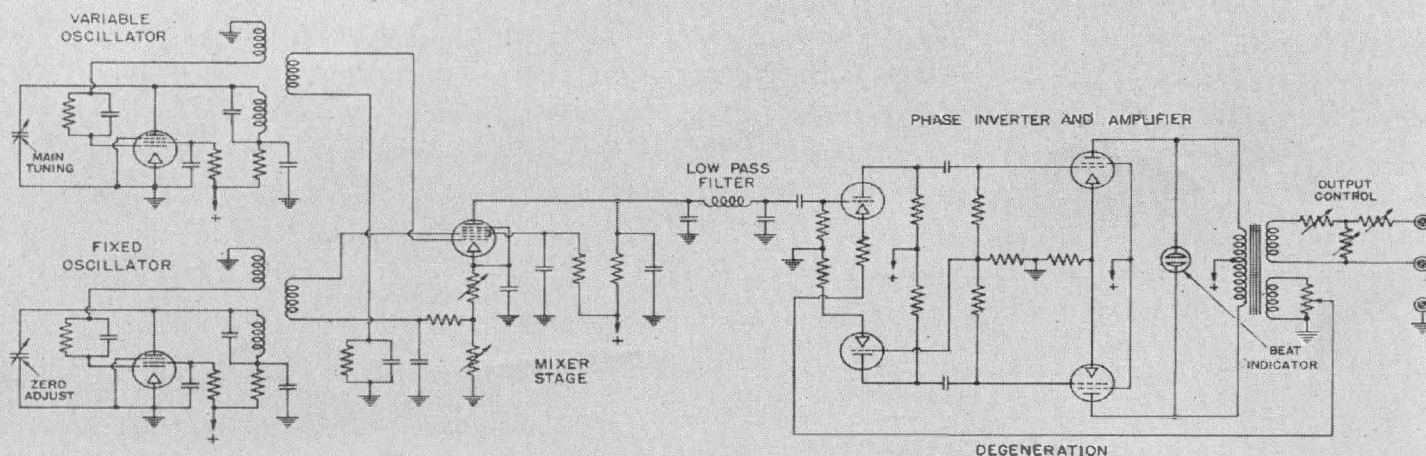 VARIABLE
OSCILLATOR
MAIN
TUNING
+
FIXED
OSCILLATOR
ZERO
ADJUST
+
MIXER
STAGE
+
LOW PASS
FILTER
PHASE INVERTER AND AMPLIFIER
+
+
+
OUTPUT
CONTROL
BEAT
INDICATOR
DEGENERATION